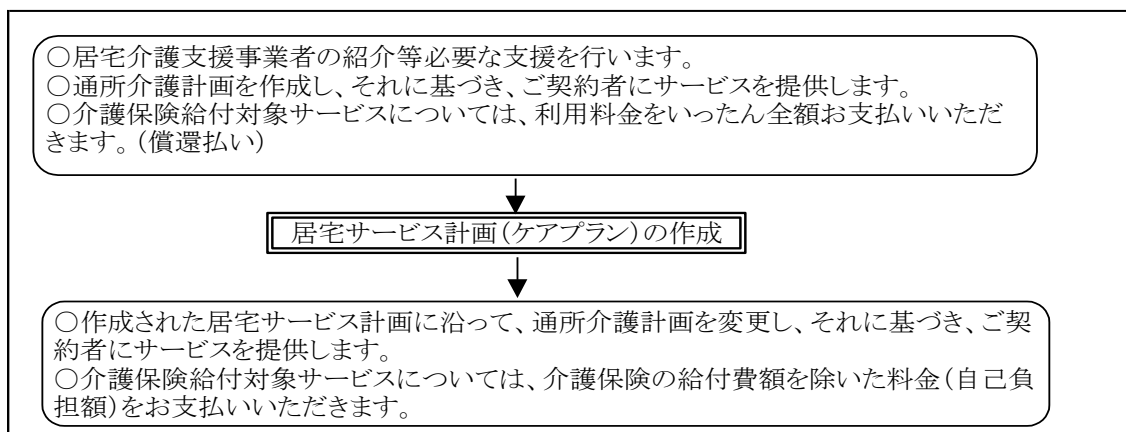 ○居宅介護支援事業者の紹介等必要な支援を行います。
○通所介護計画を作成し、それに基づき、ご契約者にサービスを提供します。
○介護保険給付対象サービスについては、利用料金をいったん全額お支払いいただ
きます。(償還払い)
居宅サービス計画(ケアプラン)の作成
○作成された居宅サービス計画に沿って、通所介護計画を変更し、それに基づき、ご契
約者にサービスを提供します。
○介護保険給付対象サービスについては、介護保険の給付費額を除いた料金(自己負
担額)をお支払いいただきます。